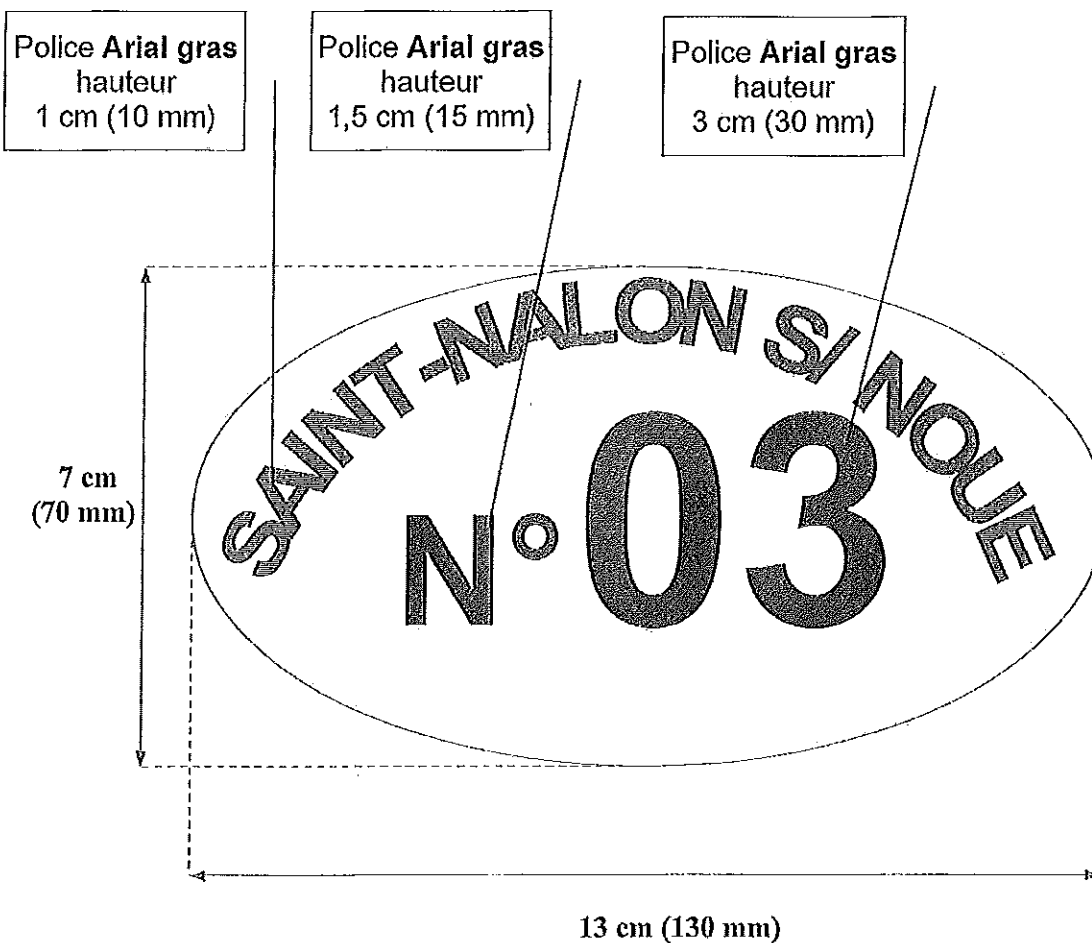 Police Arial gras
hauteur
1 cm (10 mm)
Police Arial gras
hauteur
1,5 cm (15 mm)
Police Arial gras
hauteur
3 cm (30 mm)
SAINT-NALON S/ NOUE
N° 03
7 cm
(70 mm)
13 cm (130 mm)